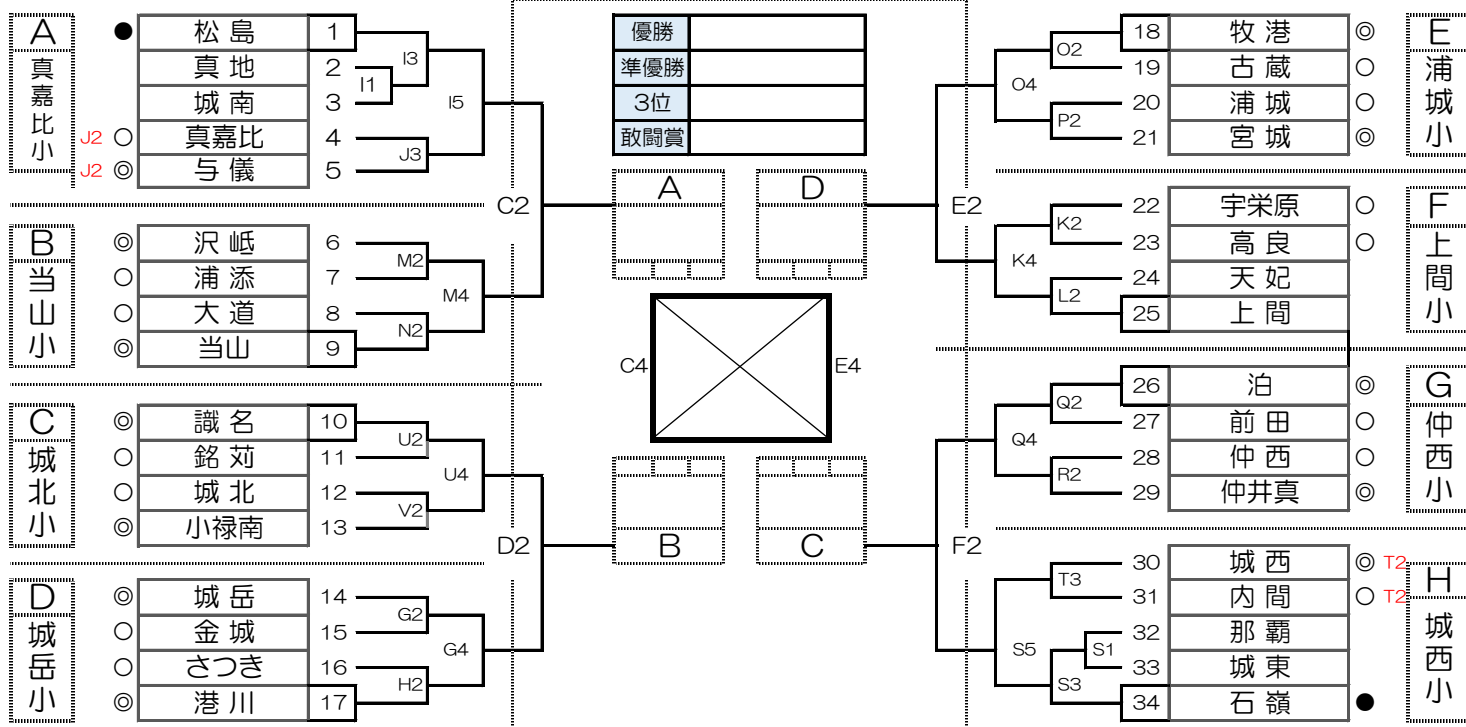 A
真嘉比小
● 松島 1
真地 2
城南 3
J2 ○ 真嘉比 4
J2 ◎ 与儀 5
I1
I3
J3
I5
B
当山小
◎ 沢岻 6
○ 浦添 7
○ 大道 8
◎ 当山 9
M2
N2
M4
C2
C
城北小
◎ 識名 10
○ 銘苅 11
○ 城北 12
◎ 小禄南 13
U2
V2
U4
D
城岳小
◎ 城岳 14
○ 金城 15
○ さつき 16
◎ 港川 17
G2
H2
G4
D2
優勝
準優勝
3位
敢闘賞
A
D
C4
E4
B
C
E
浦城小
18 牧港 ◎
19 古蔵 ○
20 浦城 ○
21 宮城 ◎
O2
P2
O4
F
上間小
22 宇栄原 ○
23 高良 ○
24 天妃
25 上間
K2
L2
K4
E2
G
仲西小
26 泊 ◎
27 前田 ○
28 仲西 ○
29 仲井真 ◎
Q2
R2
Q4
H
城西小
30 城西 ◎ T2
31 内間 ○ T2
32 那覇
33 城東
34 石嶺 ●
T3
S1
S3
S5
F2